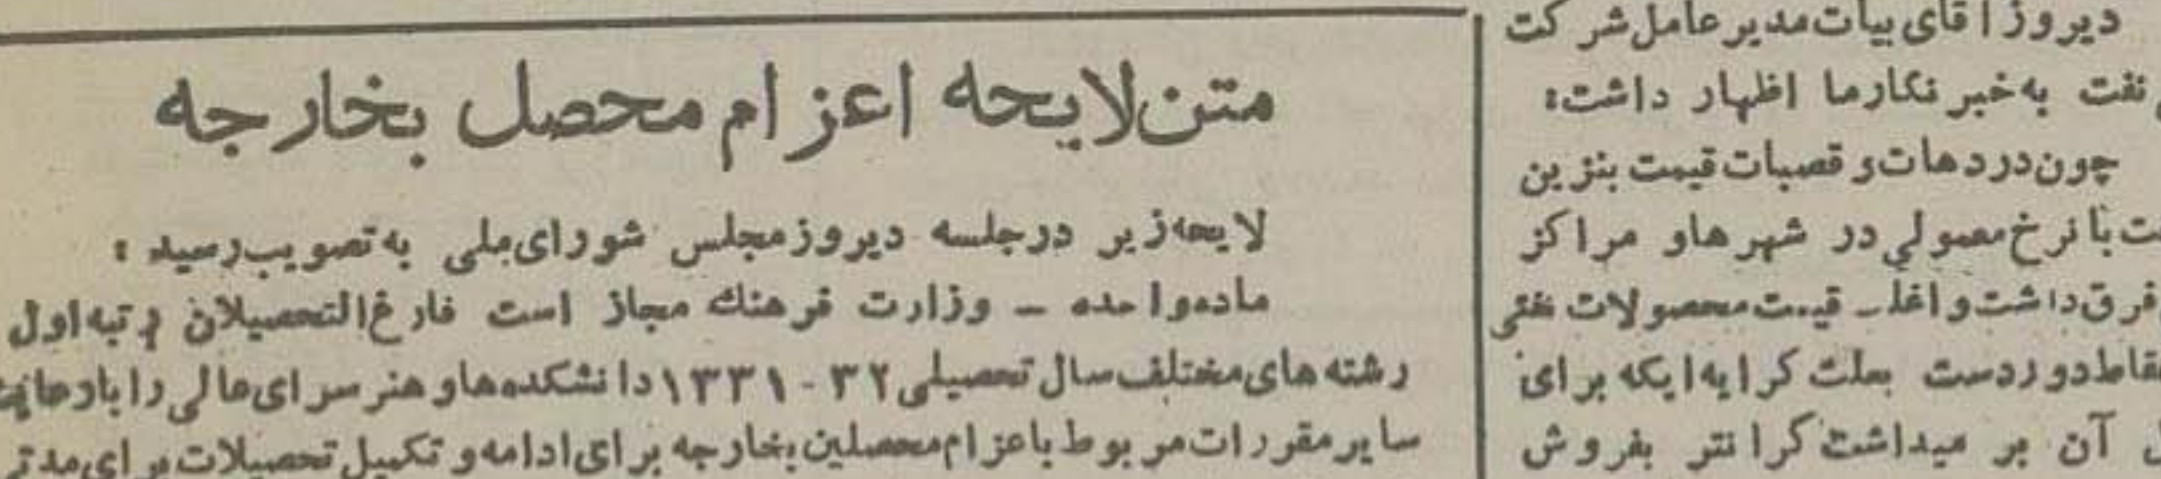 دیروز آقای بیات مدیر عامل شرکت
نفت به خبرنگار ما اظهار داشت:
چون در دهات و قصبات قیمت بنزین
با نرخ معمولی در شهرها و مراکز
فرق داشت و قیمت محصولات
دوردست بعلت کرایه‌ایکه برای
آن بر میداشت گرانتر بفروش
متن لایحه اعزام محصل بخارجه
لایحه زیر درجلسه دیروز مجلس شورای ملی به تصویب رسید :
ماده واحده – وزارت فرهنك مجاز است فارغ‌التحصیلان رتبه اول
رشته های مختلف سال تحصیلی ۳۲ - ۱۳۳۱ دانشکده‌ها و هنرسرای عالی را با رعایت
سایر مقررات مربوط باعزام محصلین بخارجه برای ادامه و تکمیل تحصیلات برای مدتی